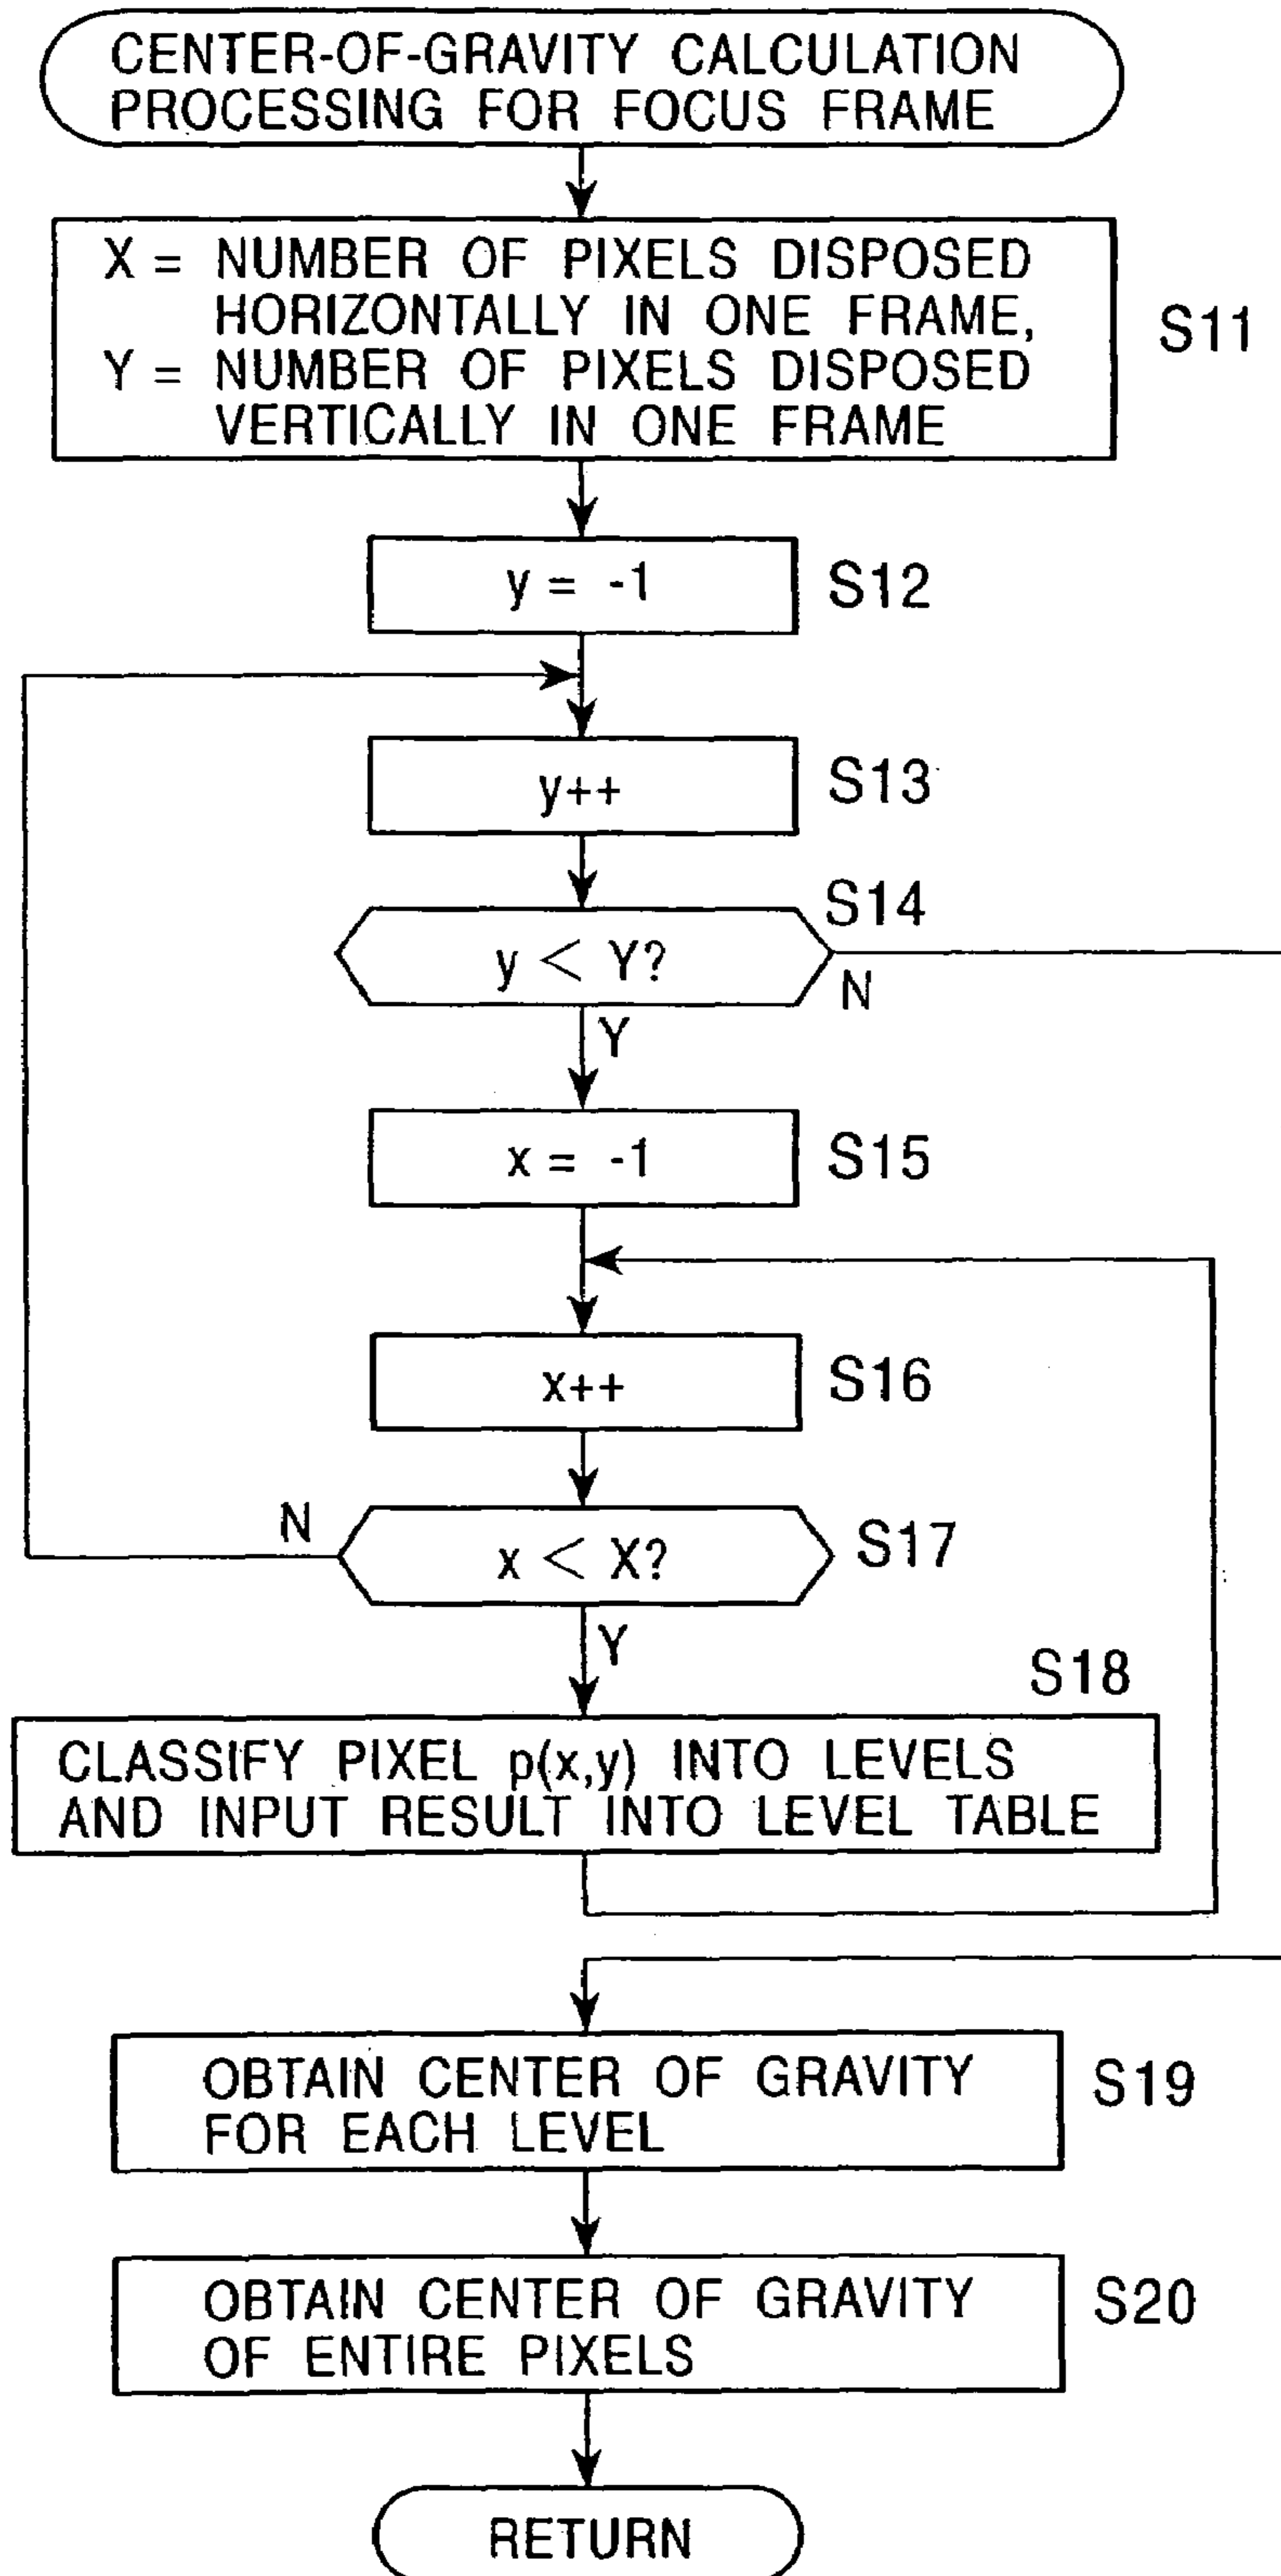 CENTER-OF-GRAVITY CALCULATION
PROCESSING FOR FOCUS FRAME
X = NUMBER OF PIXELS DISPOSED
HORIZONTALLY IN ONE FRAME,
Y = NUMBER OF PIXELS DISPOSED
VERTICALLY IN ONE FRAME
S11
y = -1
S12
y++
S13
S14
y < Y?
N
Y
x = -1
S15
x++
S16
N
x < X?
S17
Y
S18
CLASSIFY PIXEL p(x,y) INTO LEVELS
AND INPUT RESULT INTO LEVEL TABLE
OBTAIN CENTER OF GRAVITY
FOR EACH LEVEL
S19
OBTAIN CENTER OF GRAVITY
OF ENTIRE PIXELS
S20
RETURN